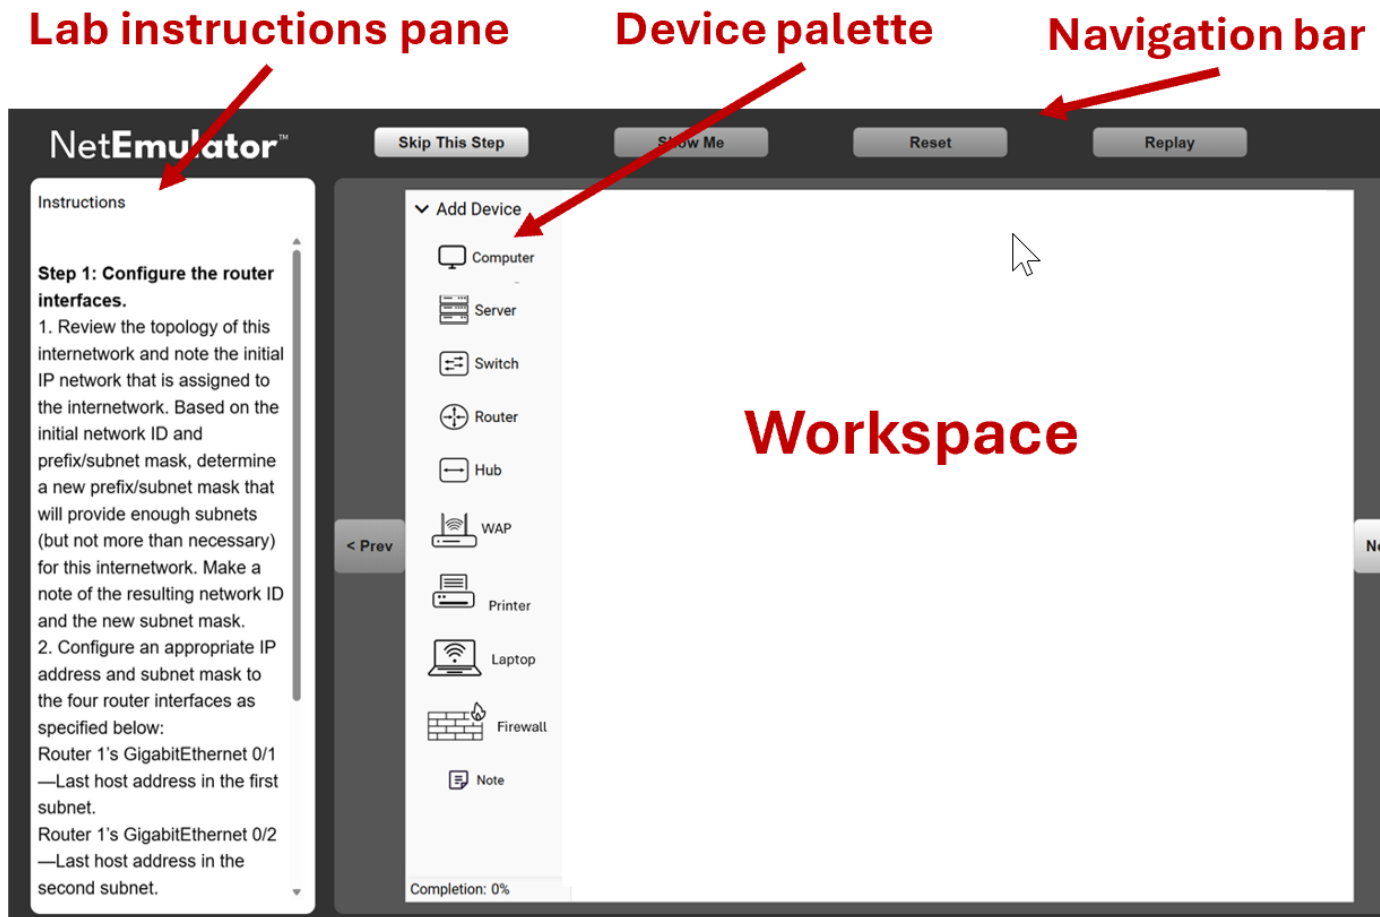 Lab instructions pane
Device palette
Navigation bar
NetEmulator™
Skip This Step
Show Me
Reset
Replay
Instructions
Step 1: Configure the router
interfaces.
1. Review the topology of this
internetwork and note the initial
IP network that is assigned to
the internetwork. Based on the
initial network ID and
prefix/subnet mask, determine
a new prefix/subnet mask that
will provide enough subnets
(but not more than necessary)
for this internetwork. Make a
note of the resulting network ID
and the new subnet mask.
2. Configure an appropriate IP
address and subnet mask to
the four router interfaces as
specified below:
Router 1's GigabitEthernet 0/1
—Last host address in the first
subnet.
Router 1's GigabitEthernet 0/2
—Last host address in the
second subnet.
< Prev
Add Device
Computer
Server
Switch
Router
Hub
WAP
Printer
Laptop
Firewall
Note
Completion: 0%
Workspace